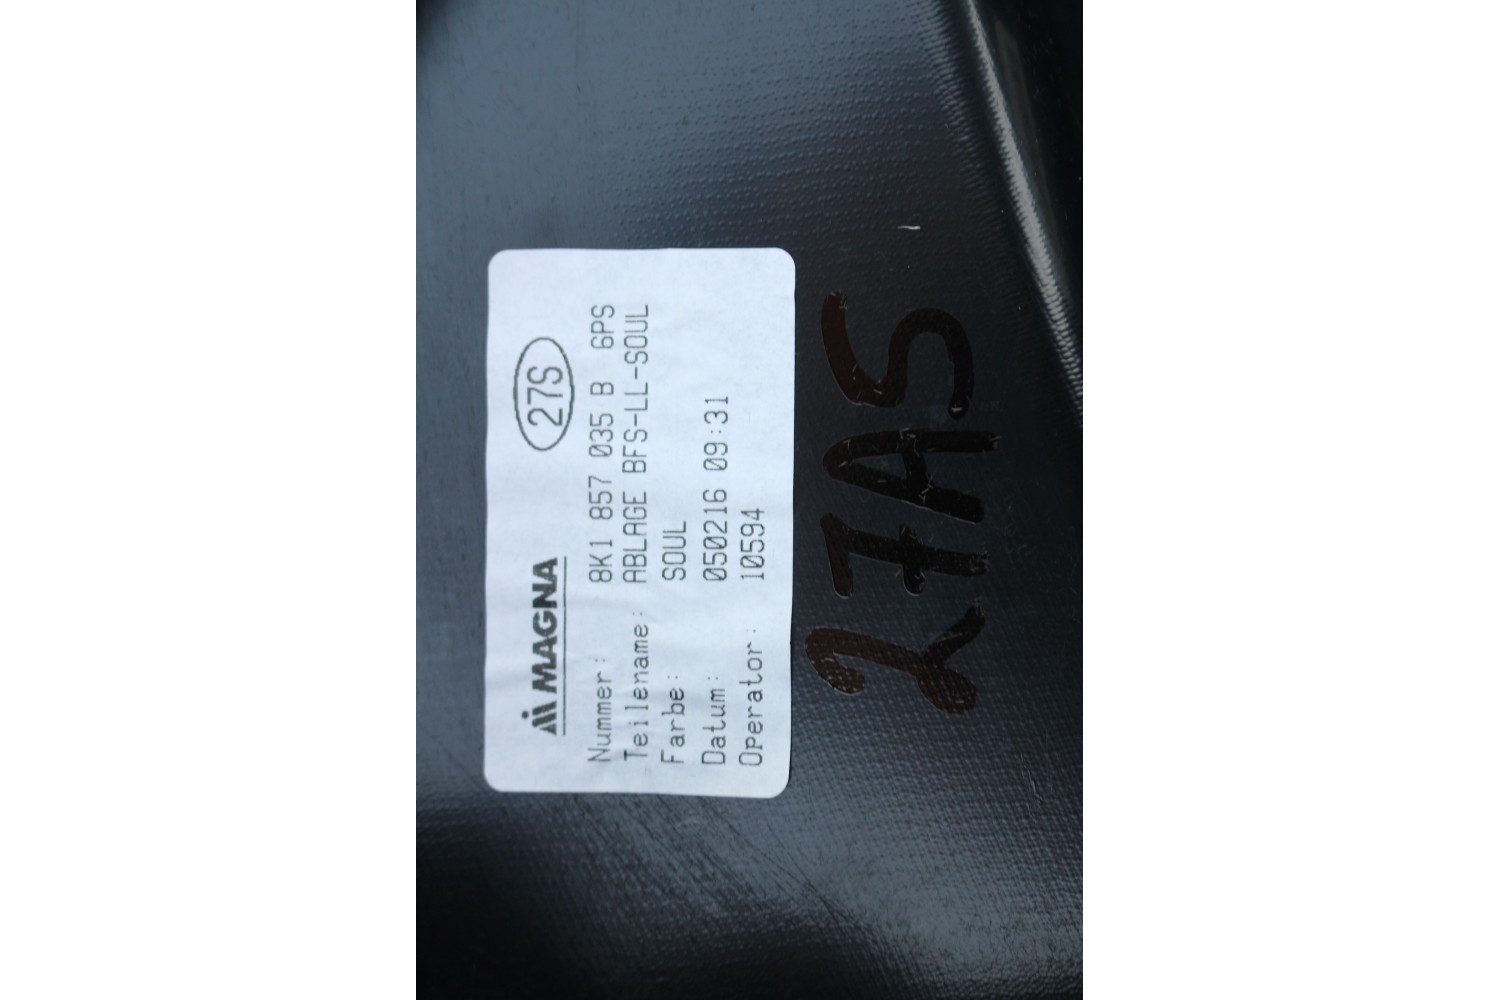 MAGNA
27S
Nummer: 8K1 857 035 B 6PS
Teilename: ABLAGE BFS-LL-SOUL
Farbe: SOUL
Datum: 050216 09:31
Operator: 10594
27AS